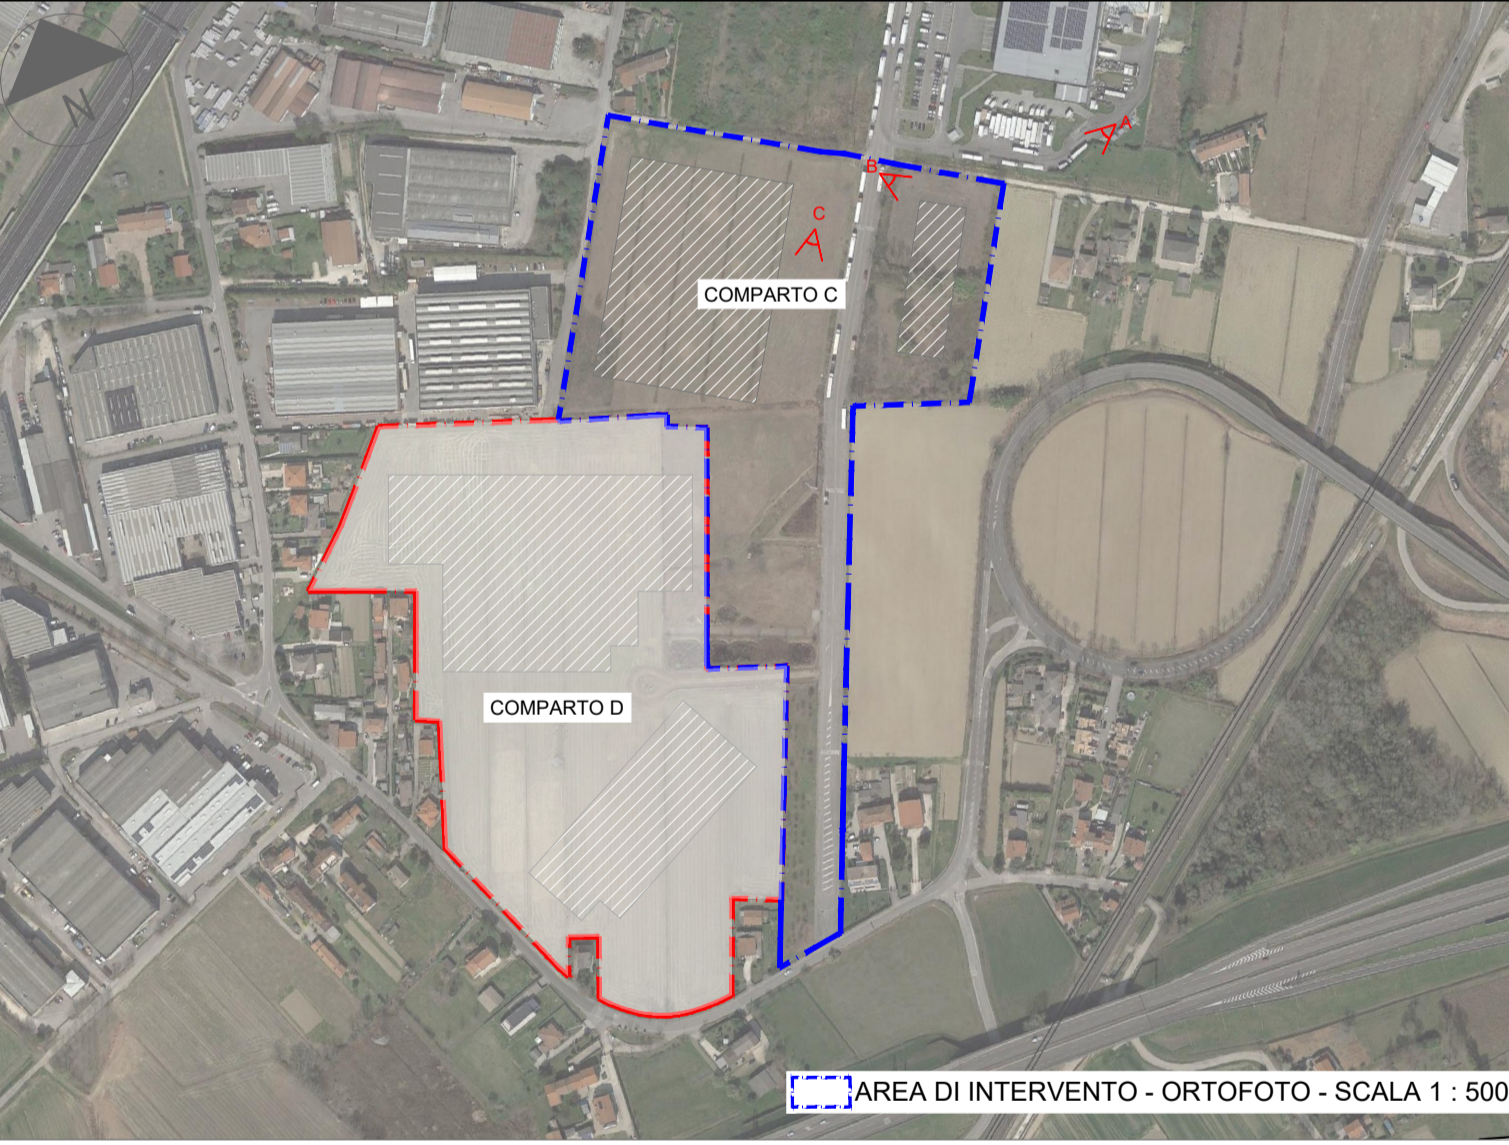 N
A
B
C
COMPARTO C
COMPARTO D
AREA DI INTERVENTO - ORTOFOTO - SCALA 1 : 500